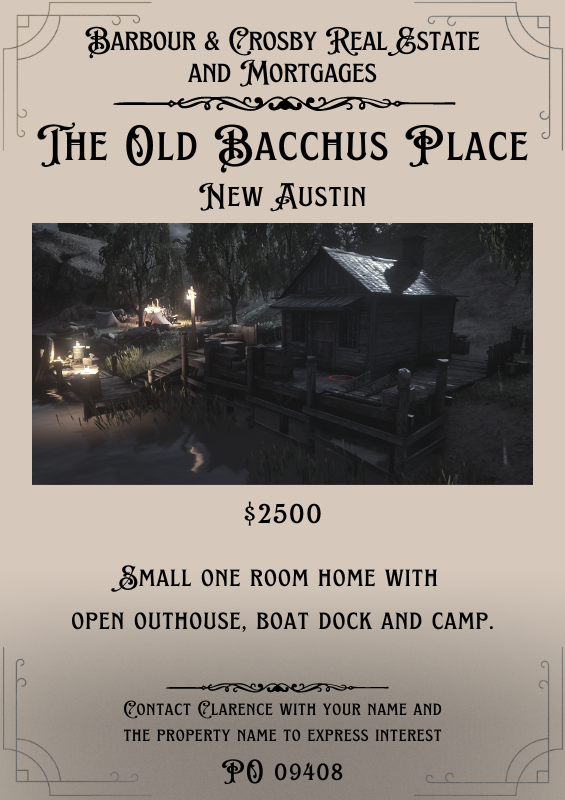 Barbour & Crosby Real Estate
and Mortgages
The Old Bacchus Place
New Austin
$2500
Small one room home with
open outhouse, boat dock and camp.
Contact Clarence with your name and
the property name to express interest
PO 09408